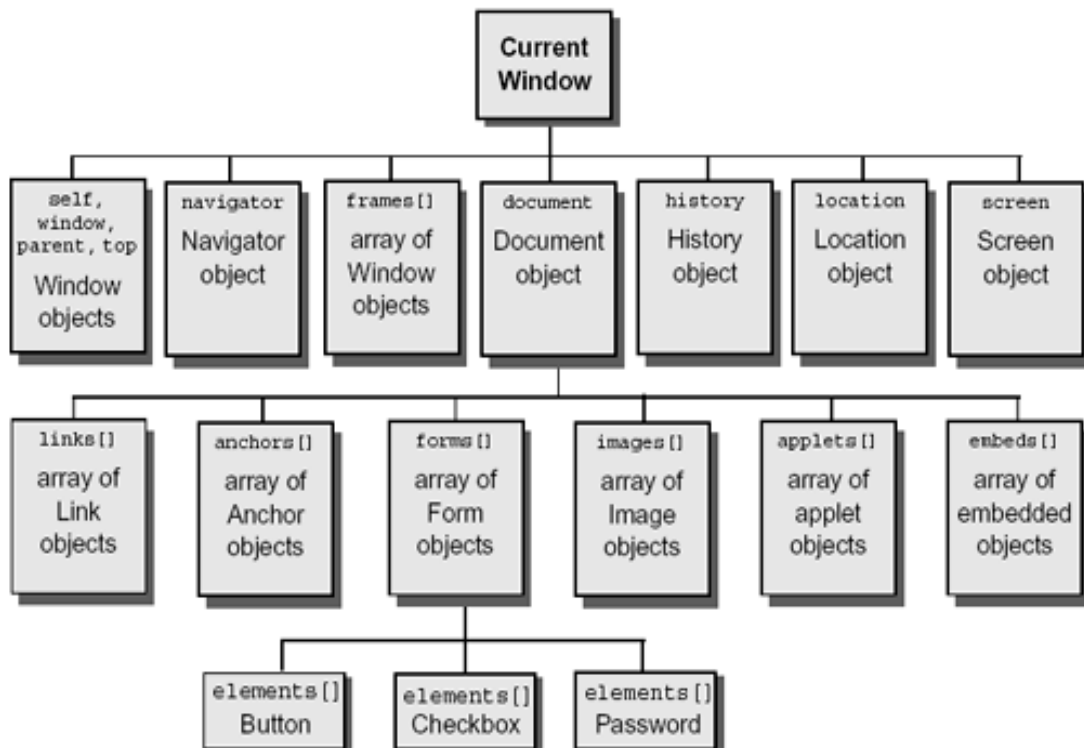 Current
Window
self,
window,
parent, top
Window
objects
navigator
Navigator
object
frames[]
array of
Window
objects
document
Document
object
history
History
object
location
Location
object
screen
Screen
object
links[]
array of
Link
objects
anchors[]
array of
Anchor
objects
forms[]
array of
Form
objects
images[]
array of
Image
objects
applets[]
array of
applet
objects
embeds[]
array of
embedded
objects
elements[]
Button
elements[]
Checkbox
elements[]
Password